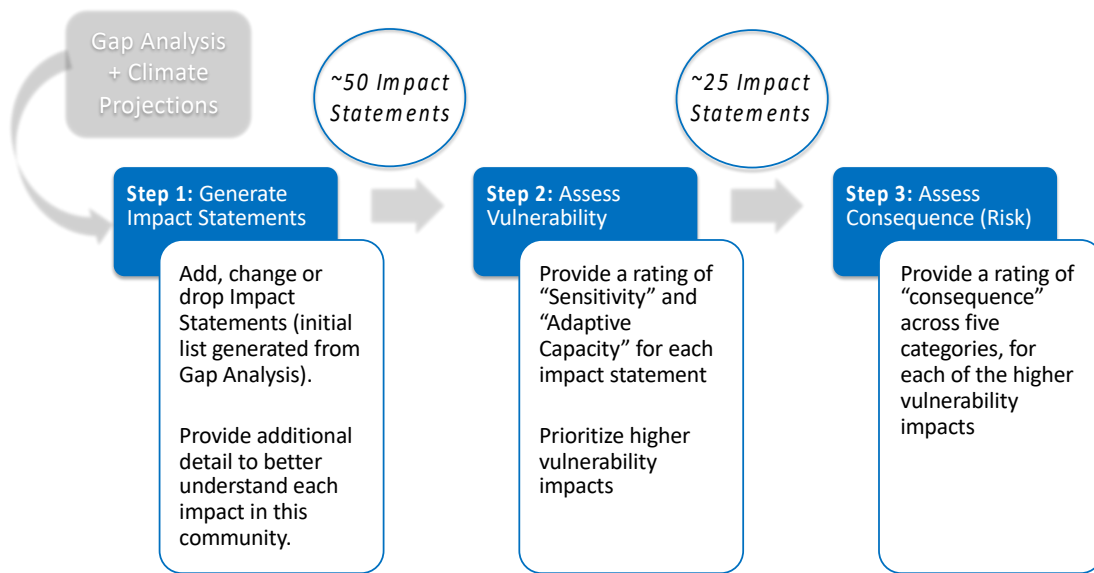 Gap Analysis
+ Climate
Projections
~50 Impact
Statements
~25 Impact
Statements
Step 1: Generate
Impact Statements
Add, change or
drop Impact
Statements (initial
list generated from
Gap Analysis).
Provide additional
detail to better
understand each
impact in this
community.
Step 2: Assess
Vulnerability
Provide a rating of
“Sensitivity” and
“Adaptive
Capacity” for each
impact statement
Prioritize higher
vulnerability
impacts
Step 3: Assess
Consequence (Risk)
Provide a rating of
“consequence”
across five
categories, for
each of the higher
vulnerability
impacts